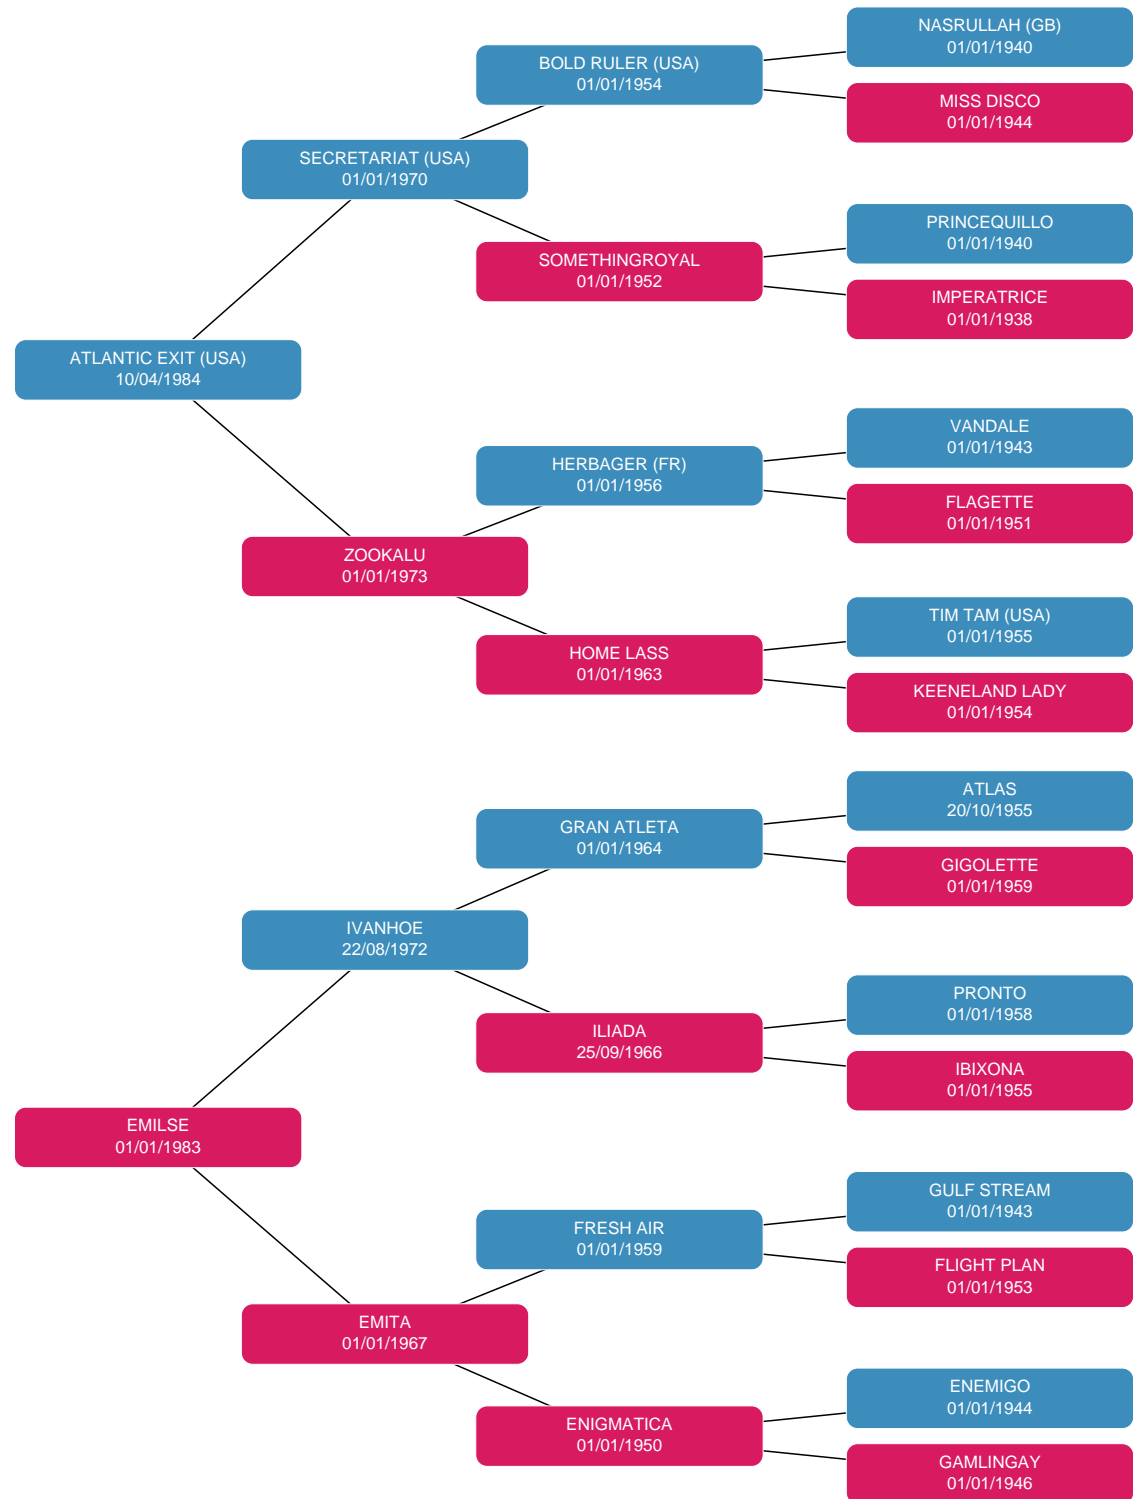 NASRULLAH (GB)
01/01/1940
BOLD RULER (USA)
01/01/1954
MISS DISCO
01/01/1944
SECRETARIAT (USA)
01/01/1970
PRINCEQUILLO
01/01/1940
SOMETHINGROYAL
01/01/1952
IMPERATRICE
01/01/1938
ATLANTIC EXIT (USA)
10/04/1984
VANDALE
01/01/1943
HERBAGER (FR)
01/01/1956
FLAGETTE
01/01/1951
ZOOKALU
01/01/1973
TIM TAM (USA)
01/01/1955
HOME LASS
01/01/1963
KEENELAND LADY
01/01/1954
ATLAS
20/10/1955
GRAN ATLETA
01/01/1964
GIGOLETTE
01/01/1959
IVANHOE
22/08/1972
PRONTO
01/01/1958
ILIADA
25/09/1966
IBIXONA
01/01/1955
EMILSE
01/01/1983
GULF STREAM
01/01/1943
FRESH AIR
01/01/1959
FLIGHT PLAN
01/01/1953
EMITA
01/01/1967
ENEMIGO
01/01/1944
ENIGMATICA
01/01/1950
GAMLINGAY
01/01/1946